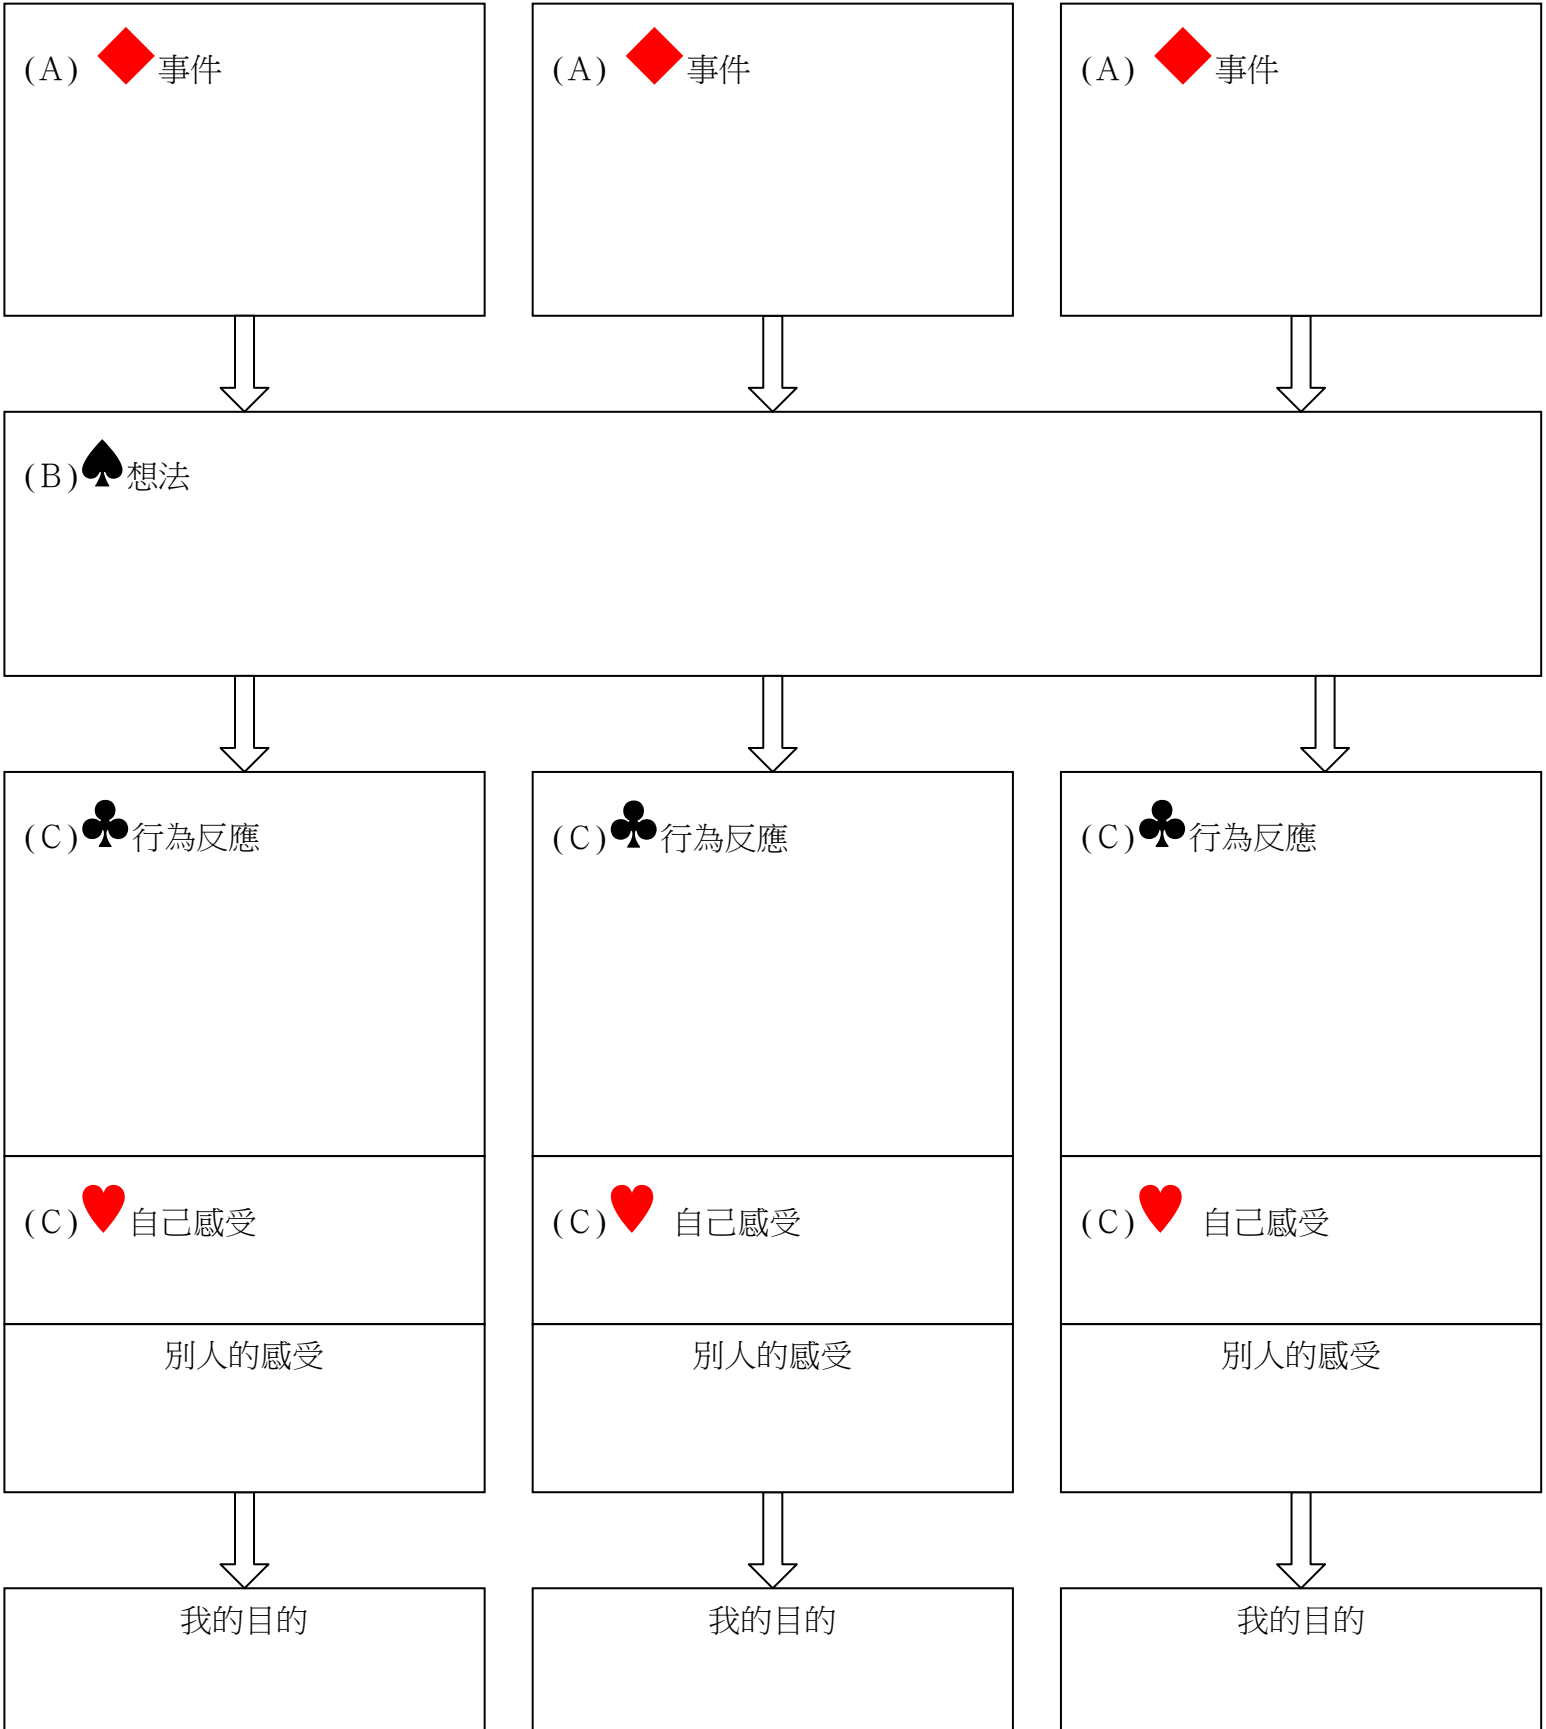 (A) ♦事件
(A) ♦事件
(A) ♦事件
(B)♠想法
(C)♣行為反應
(C)♣行為反應
(C)♣行為反應
(C)♥自己感受
(C)♥ 自己感受
(C)♥ 自己感受
別人的感受
別人的感受
別人的感受
我的目的
我的目的
我的目的